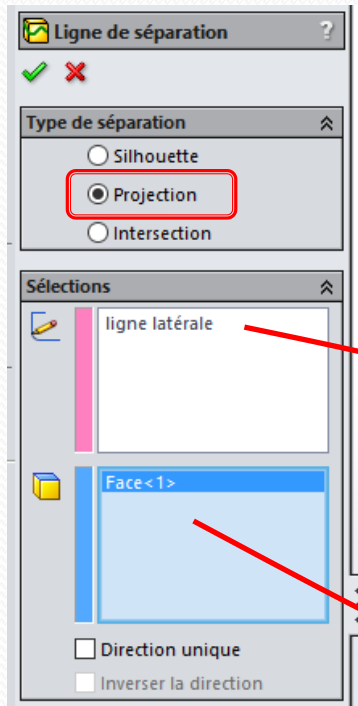 Ligne de séparation ?
Type de séparation
Silhouette
Projection
Intersection
Sélections
ligne latérale
Face<1>
Direction unique
Inverser la direction